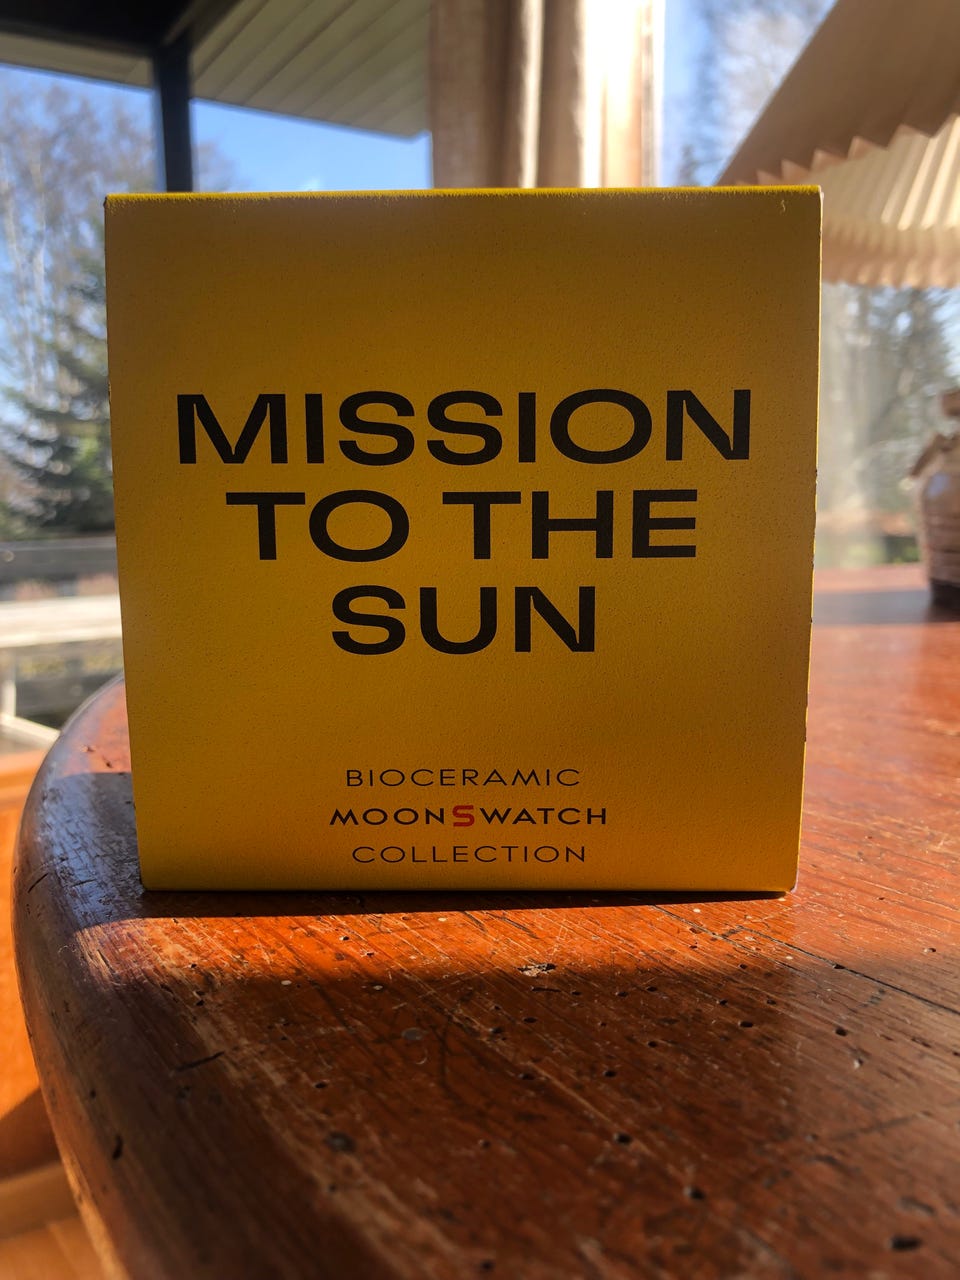 MISSION
TO THE
SUN
BIOCERAMIC
MOONSWATCH
COLLECTION